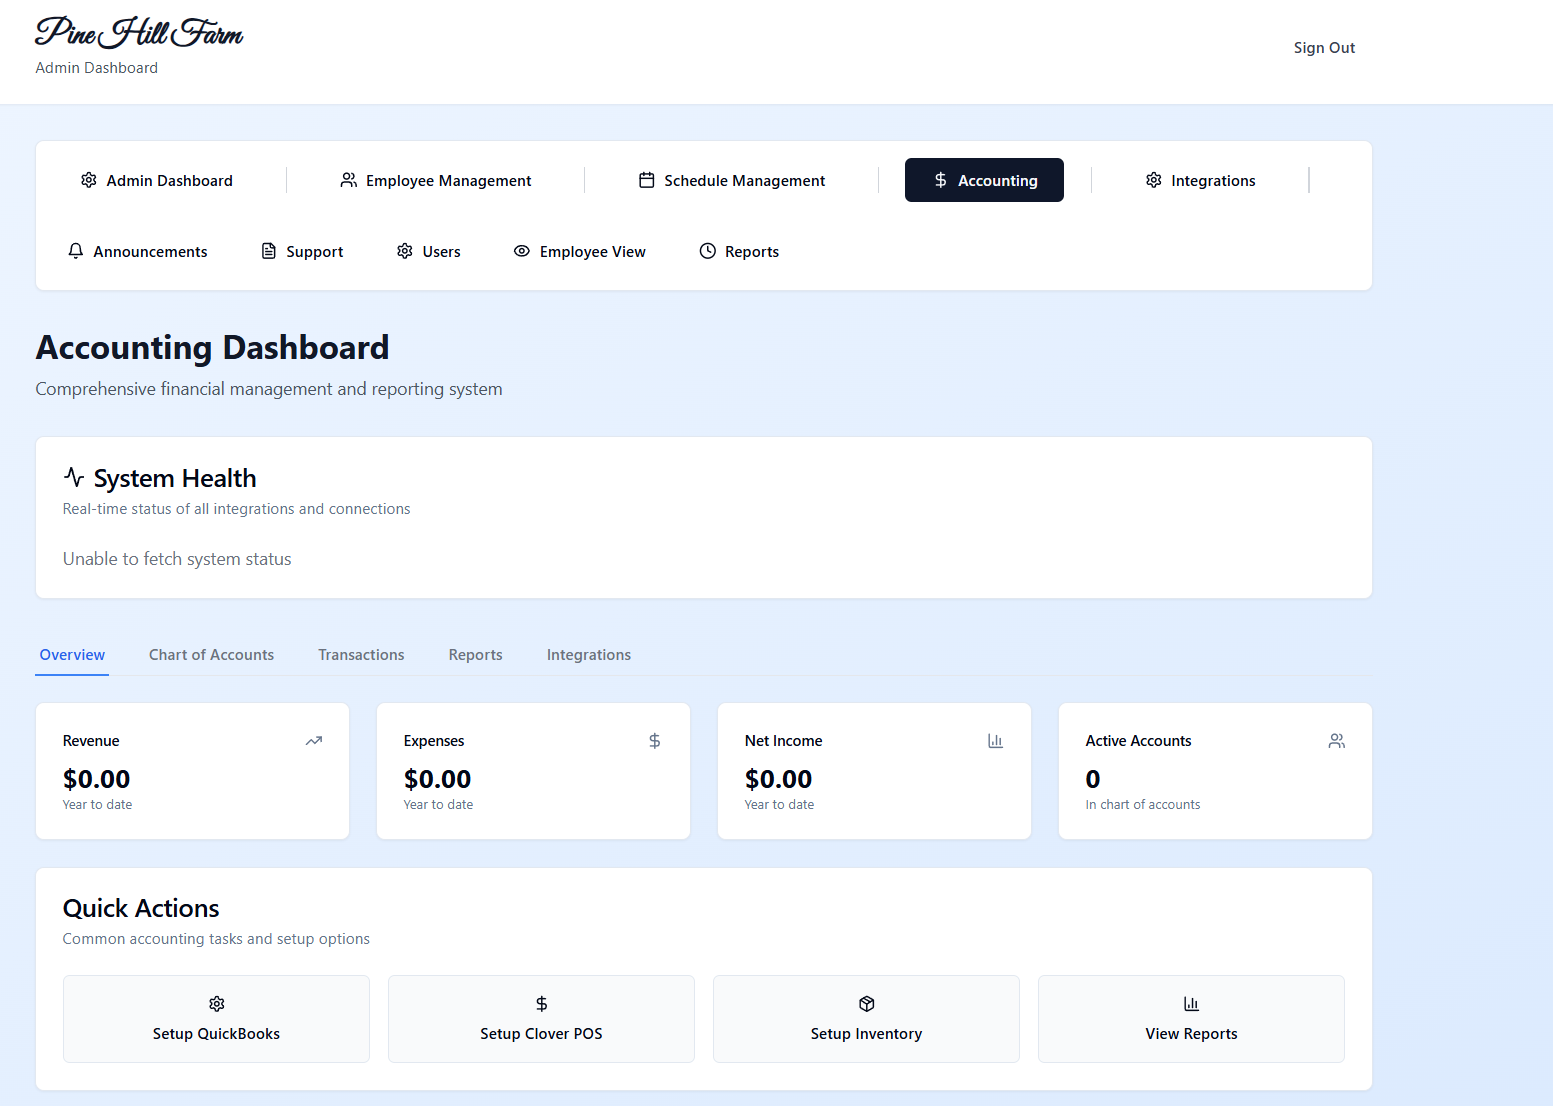 Pine Hill Farm
Admin Dashboard
Sign Out
Admin Dashboard
Employee Management
Schedule Management
Accounting
Integrations
Announcements
Support
Users
Employee View
Reports
Accounting Dashboard
Comprehensive financial management and reporting system
System Health
Real-time status of all integrations and connections
Unable to fetch system status
Overview
Chart of Accounts
Transactions
Reports
Integrations
Revenue
$0.00
Year to date
Expenses
$0.00
Year to date
Net Income
$0.00
Year to date
Active Accounts
0
In chart of accounts
Quick Actions
Common accounting tasks and setup options
Setup QuickBooks
Setup Clover POS
Setup Inventory
View Reports